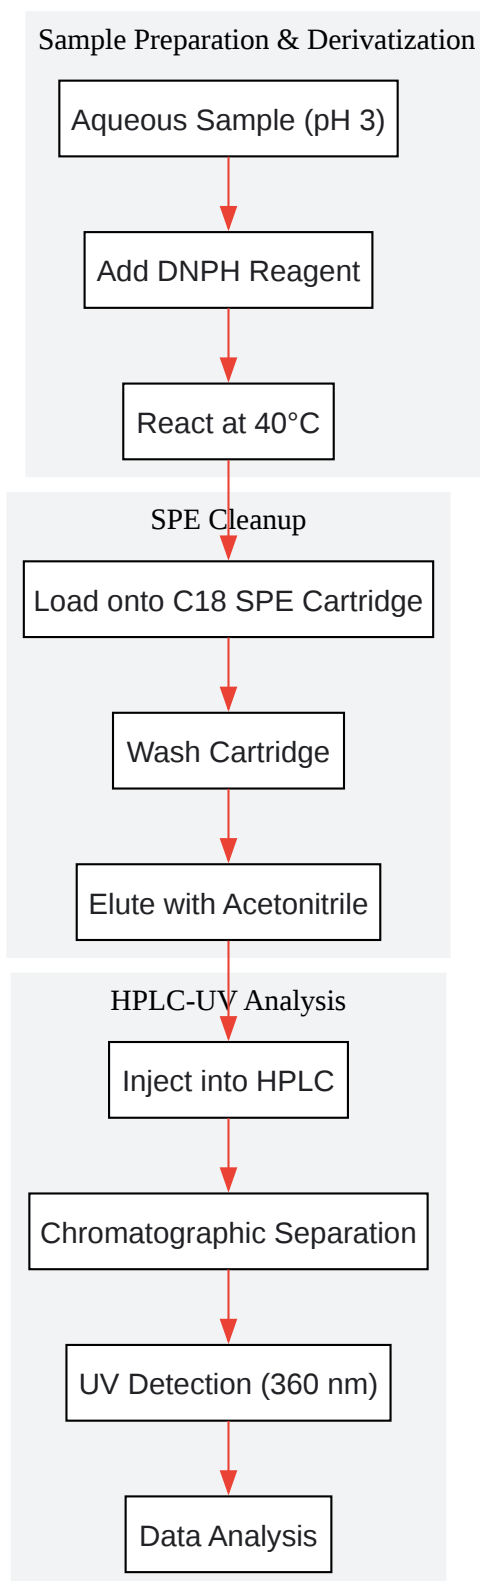 Sample Preparation & Derivatization
Aqueous Sample (pH 3)
Add DNPH Reagent
React at 40°C
SPE Cleanup
Load onto C18 SPE Cartridge
Wash Cartridge
Elute with Acetonitrile
HPLC-UV Analysis
Inject into HPLC
Chromatographic Separation
UV Detection (360 nm)
Data Analysis